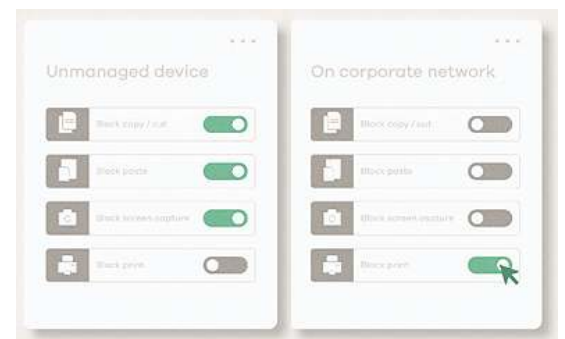 Unmanaged device
Block copy / cut
Block paste
Block screen capture
Block print
On corporate network
Block copy / cut
Block paste
Block screen capture
Block print